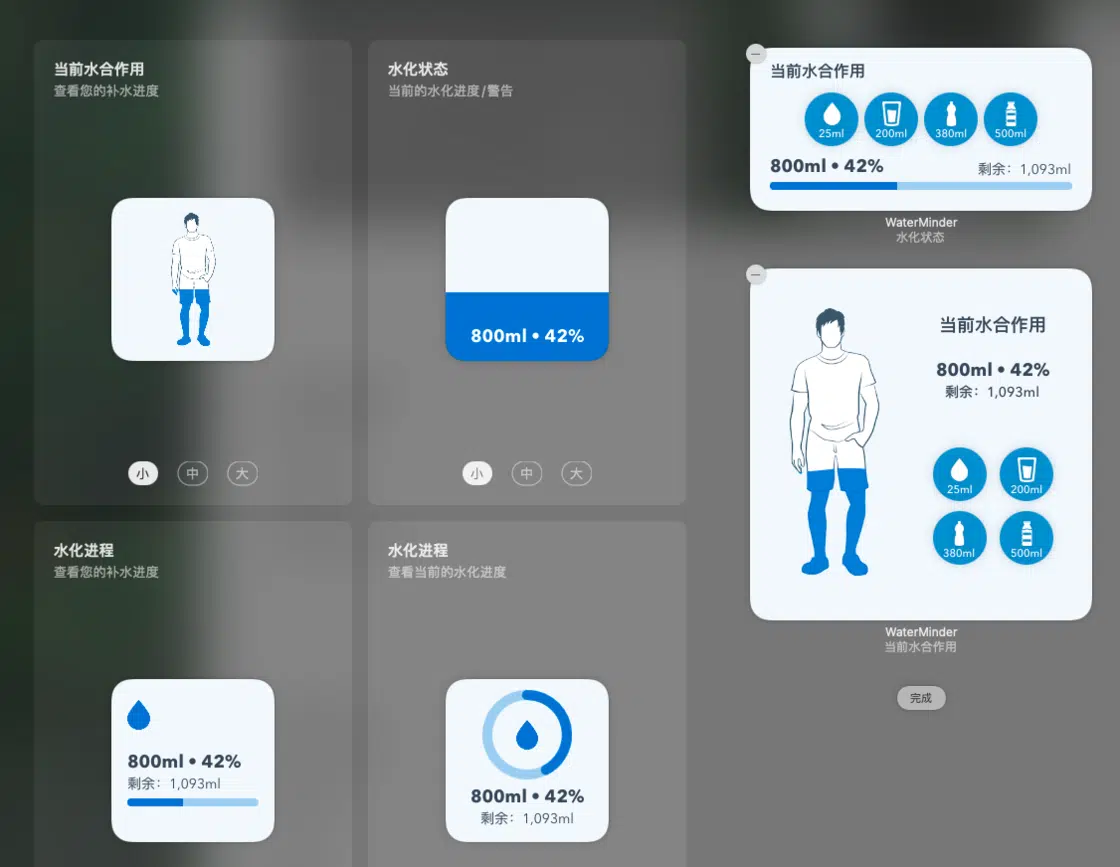 当前水合作用
查看您的补水进度
小
中
大
水化状态
当前的水化进度/警告
800ml • 42%
小
中
大
水化进程
查看您的补水进度
800ml • 42%
剩余: 1,093ml
水化进程
查看当前的水化进度
800ml • 42%
剩余: 1,093ml
当前水合作用
25ml
200ml
380ml
500ml
800ml • 42%
剩余: 1,093ml
WaterMinder
水化状态
当前水合作用
800ml • 42%
剩余: 1,093ml
25ml
200ml
380ml
500ml
WaterMinder
当前水合作用
完成